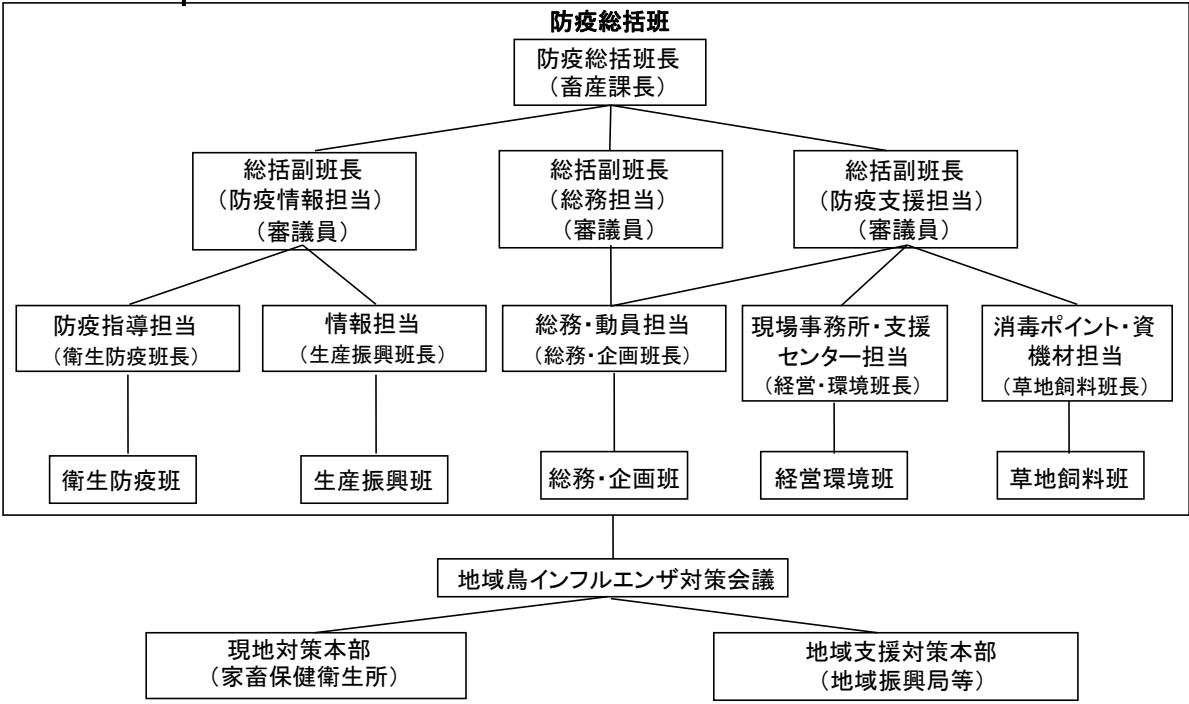 防疫総括班
防疫総括班長
（畜産課長）
総括副班長
（防疫情報担当）
（審議員）
総括副班長
（総務担当）
（審議員）
総括副班長
（防疫支援担当）
（審議員）
防疫指導担当
（衛生防疫班長）
情報担当
（生産振興班長）
総務・動員担当
（総務・企画班長）
現場事務所・支援
センター担当
（経営・環境班長）
消毒ポイント・資
機材担当
（草地飼料班長）
衛生防疫班
生産振興班
総務・企画班
経営環境班
草地飼料班
地域鳥インフルエンザ対策会議
現地対策本部
（家畜保健衛生所）
地域支援対策本部
（地域振興局等）